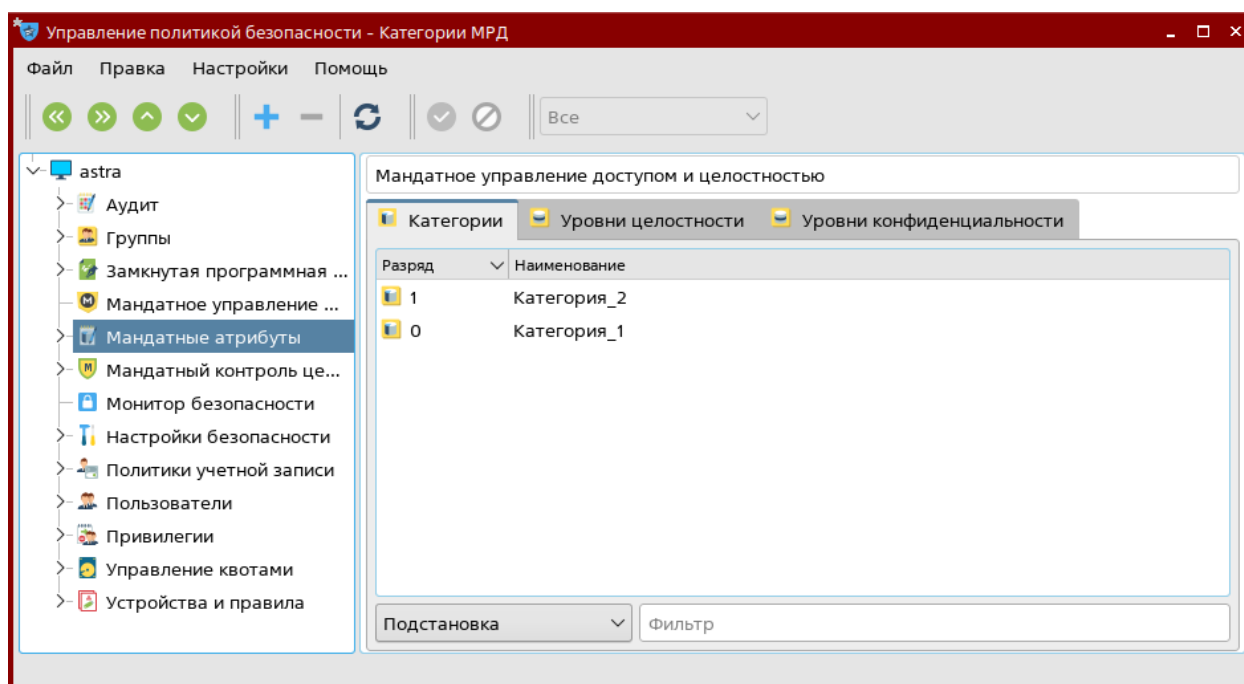 Управление политикой безопасности - Категории МРД
Файл Правка Настройки Помощь
Все
astra
Аудит
Группы
Замкнутая программная ...
Мандатное управление ...
Мандатные атрибуты
Мандатный контроль це...
Монитор безопасности
Настройки безопасности
Политики учетной записи
Пользователи
Привилегии
Управление квотами
Устройства и правила
Мандатное управление доступом и целостностью
Категории Уровни целостности Уровни конфиденциальности
Разряд Наименование
1 Категория_2
0 Категория_1
Подстановка Фильтр